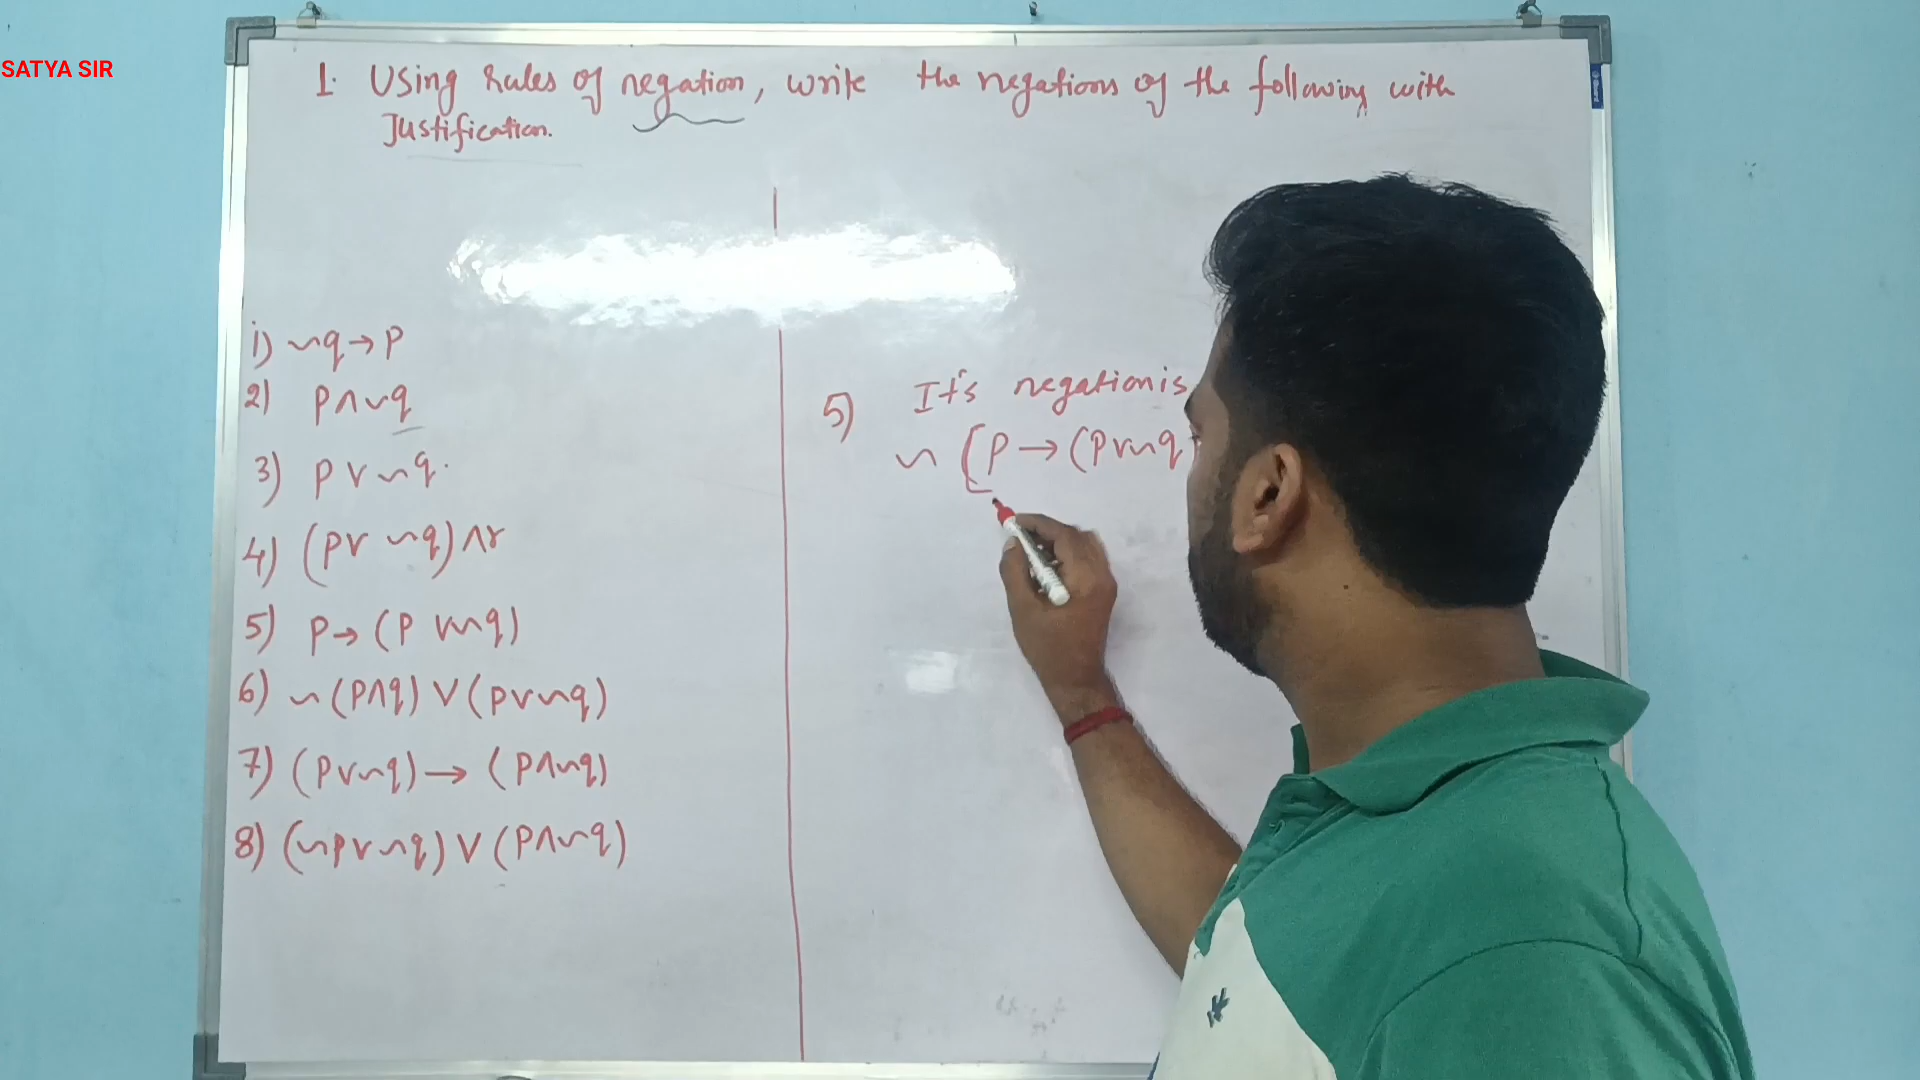 SATYA SIR
1. Using Rules of negation, write the negations of the following with
Justification.
1) ~q→p
2) p∧~q
3) p∨~q.
4) (p∨ ~q)∧r
5) p→(p ∨~q)
6) ~(p∧q)∨(p∨~q)
7) (p∨~q)→(p∧~q)
8) (~p∨~q)∨(p∧~q)
5) It's negation is
~[p→(p∨~q)